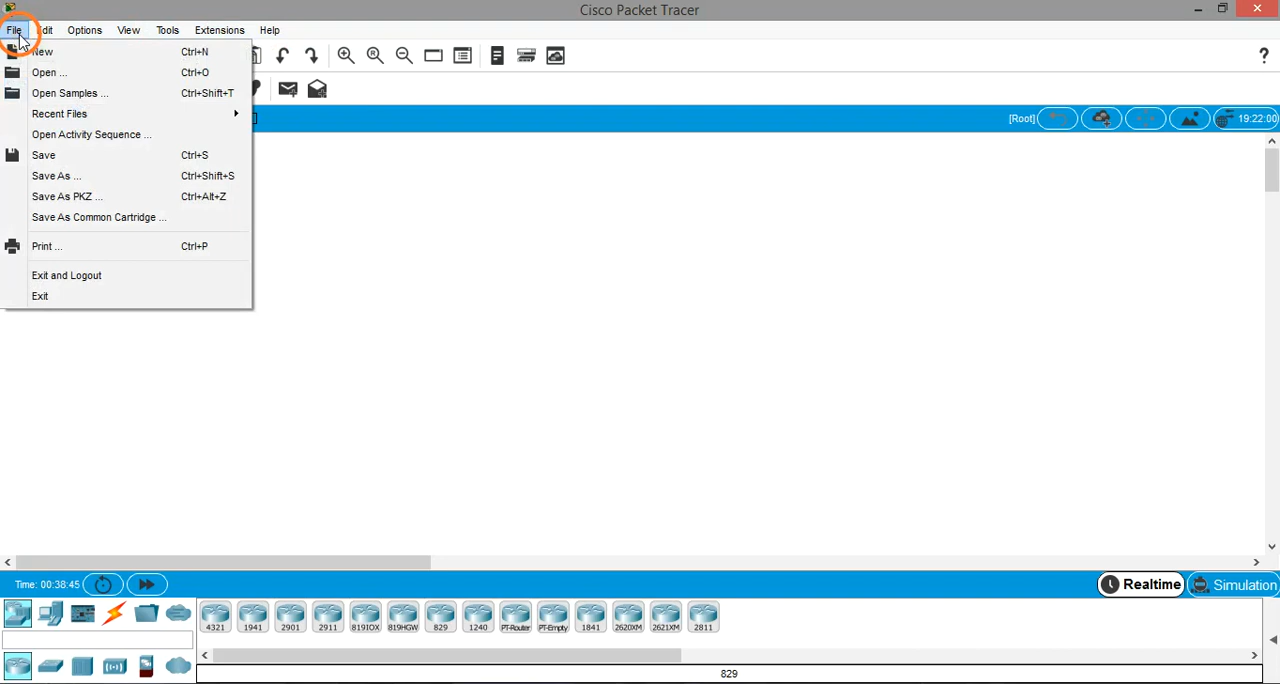 Cisco Packet Tracer
File Edit Options View Tools Extensions Help
New Ctrl+N
Open ... Ctrl+O
Open Samples ... Ctrl+Shift+T
Recent Files
Open Activity Sequence ...
Save Ctrl+S
Save As ... Ctrl+Shift+S
Save As PKZ ... Ctrl+Alt+Z
Save As Common Cartridge ...
Print ... Ctrl+P
Exit and Logout
Exit
[Root] 19:22:00
Time: 00:38:45 Realtime Simulation
4321 1941 2901 2911 819IOX 819HGW 829 1240 PT-Router PT-Empty 1841 2620XM 2621XM 2811
829